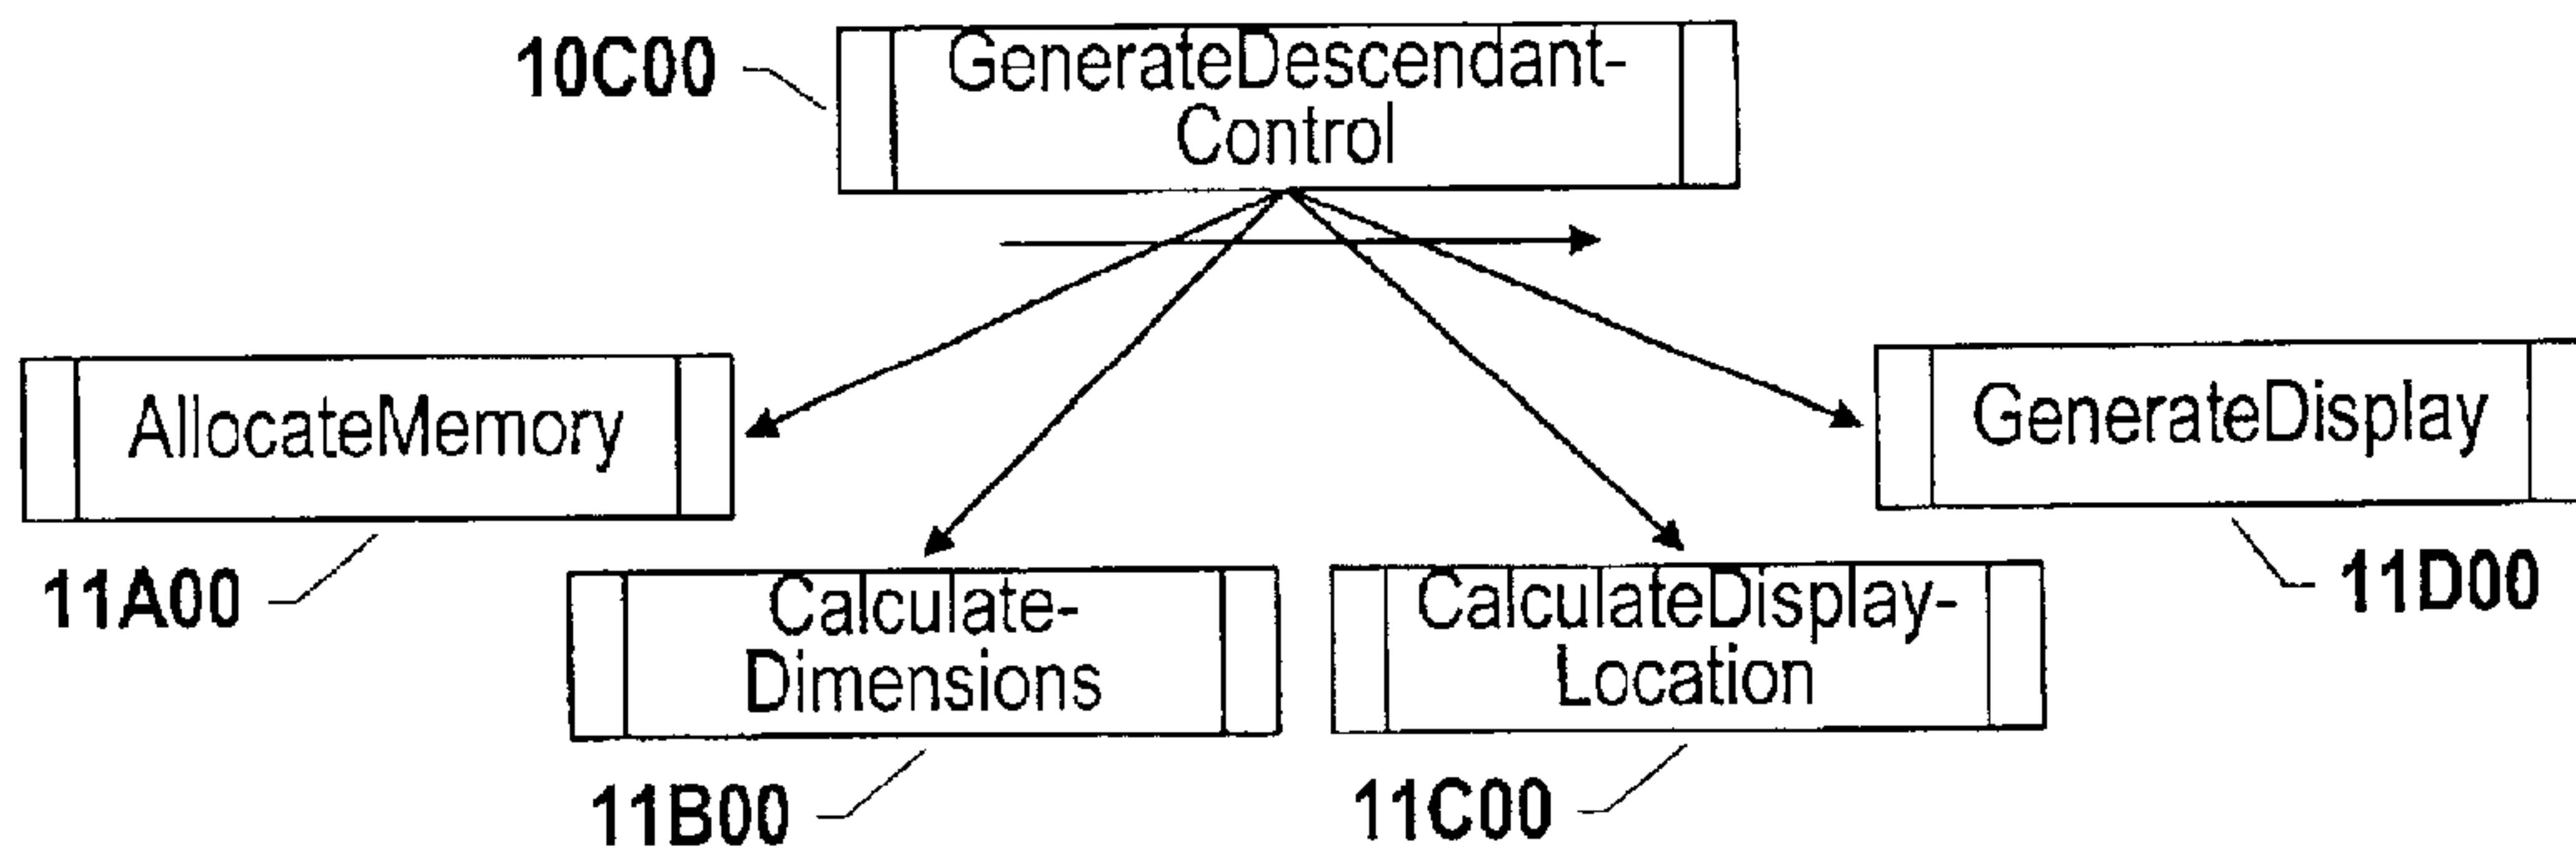 10C00
GenerateDescendant-
Control
AllocateMemory
GenerateDisplay
11A00
11D00
Calculate-
Dimensions
CalculateDisplay-
Location
11B00
11C00